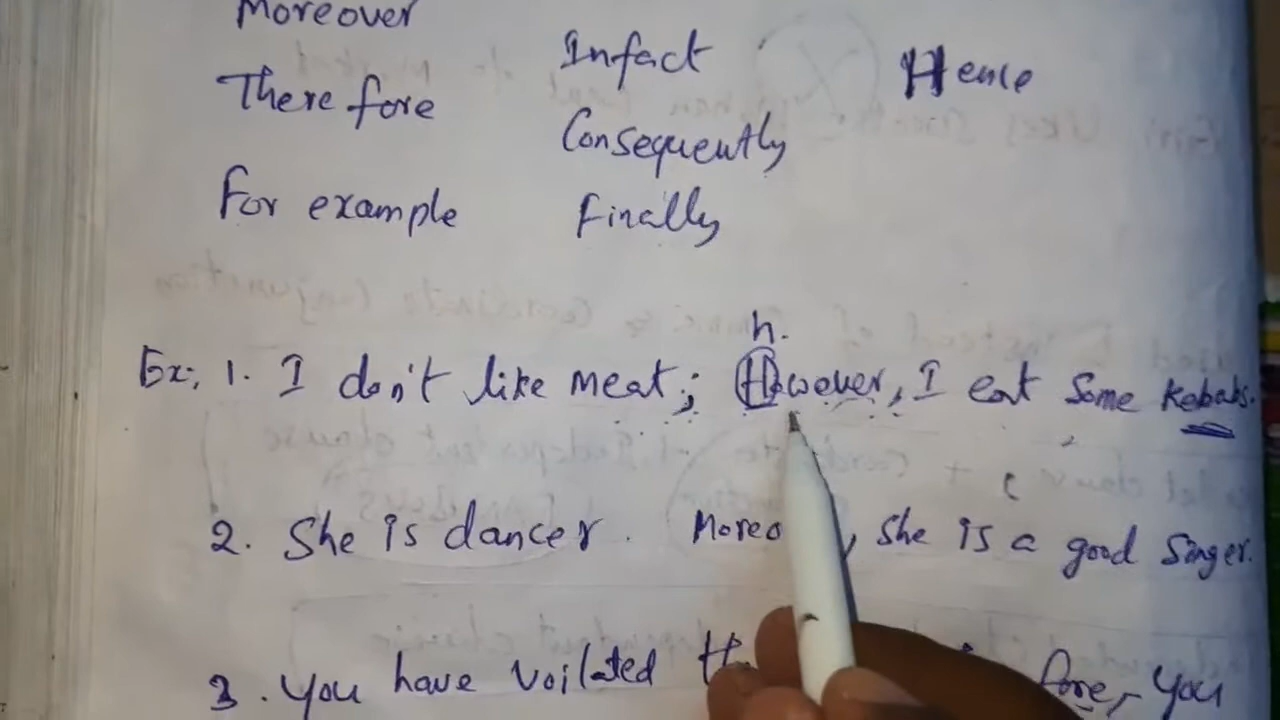 Moreover
Therefore
For example
Infact
Consequently
Finally
Hence
h.
Ex: 1. I don't like meat; However, I eat some kebabs.
2. She is dancer. Moreo , she is a good singer.
3. You have voilated fore, you